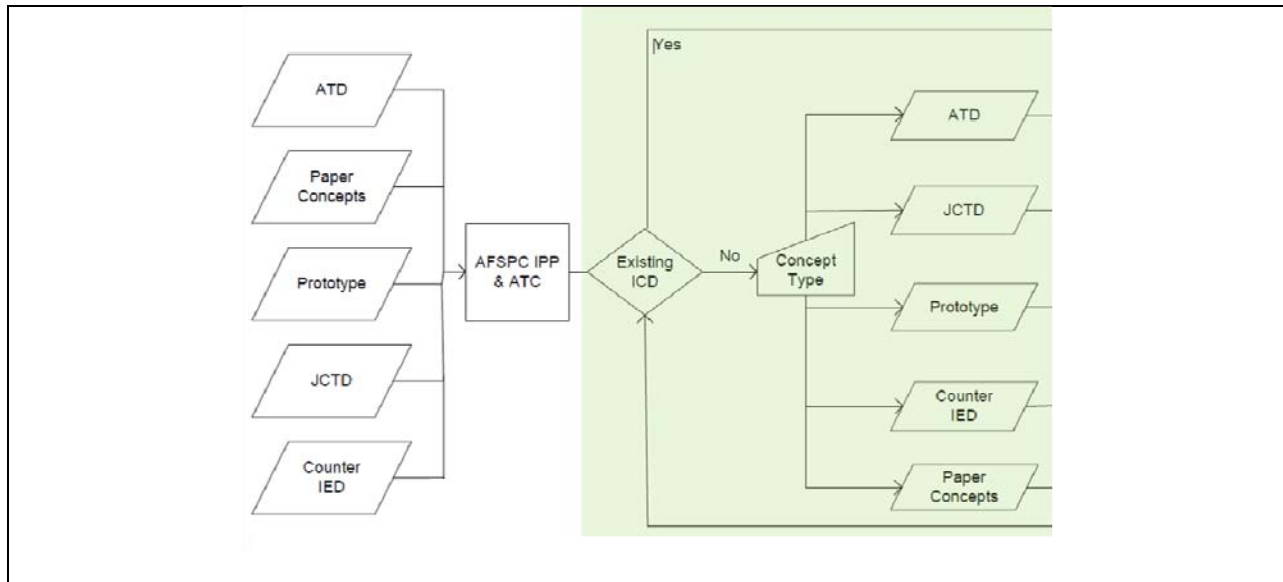 ATD
Paper
Concepts
Prototype
JCTD
Counter
IED
AFSPC IPP
& ATC
Existing
ICD
Yes
No
Concept
Type
ATD
JCTD
Prototype
Counter
IED
Paper
Concepts